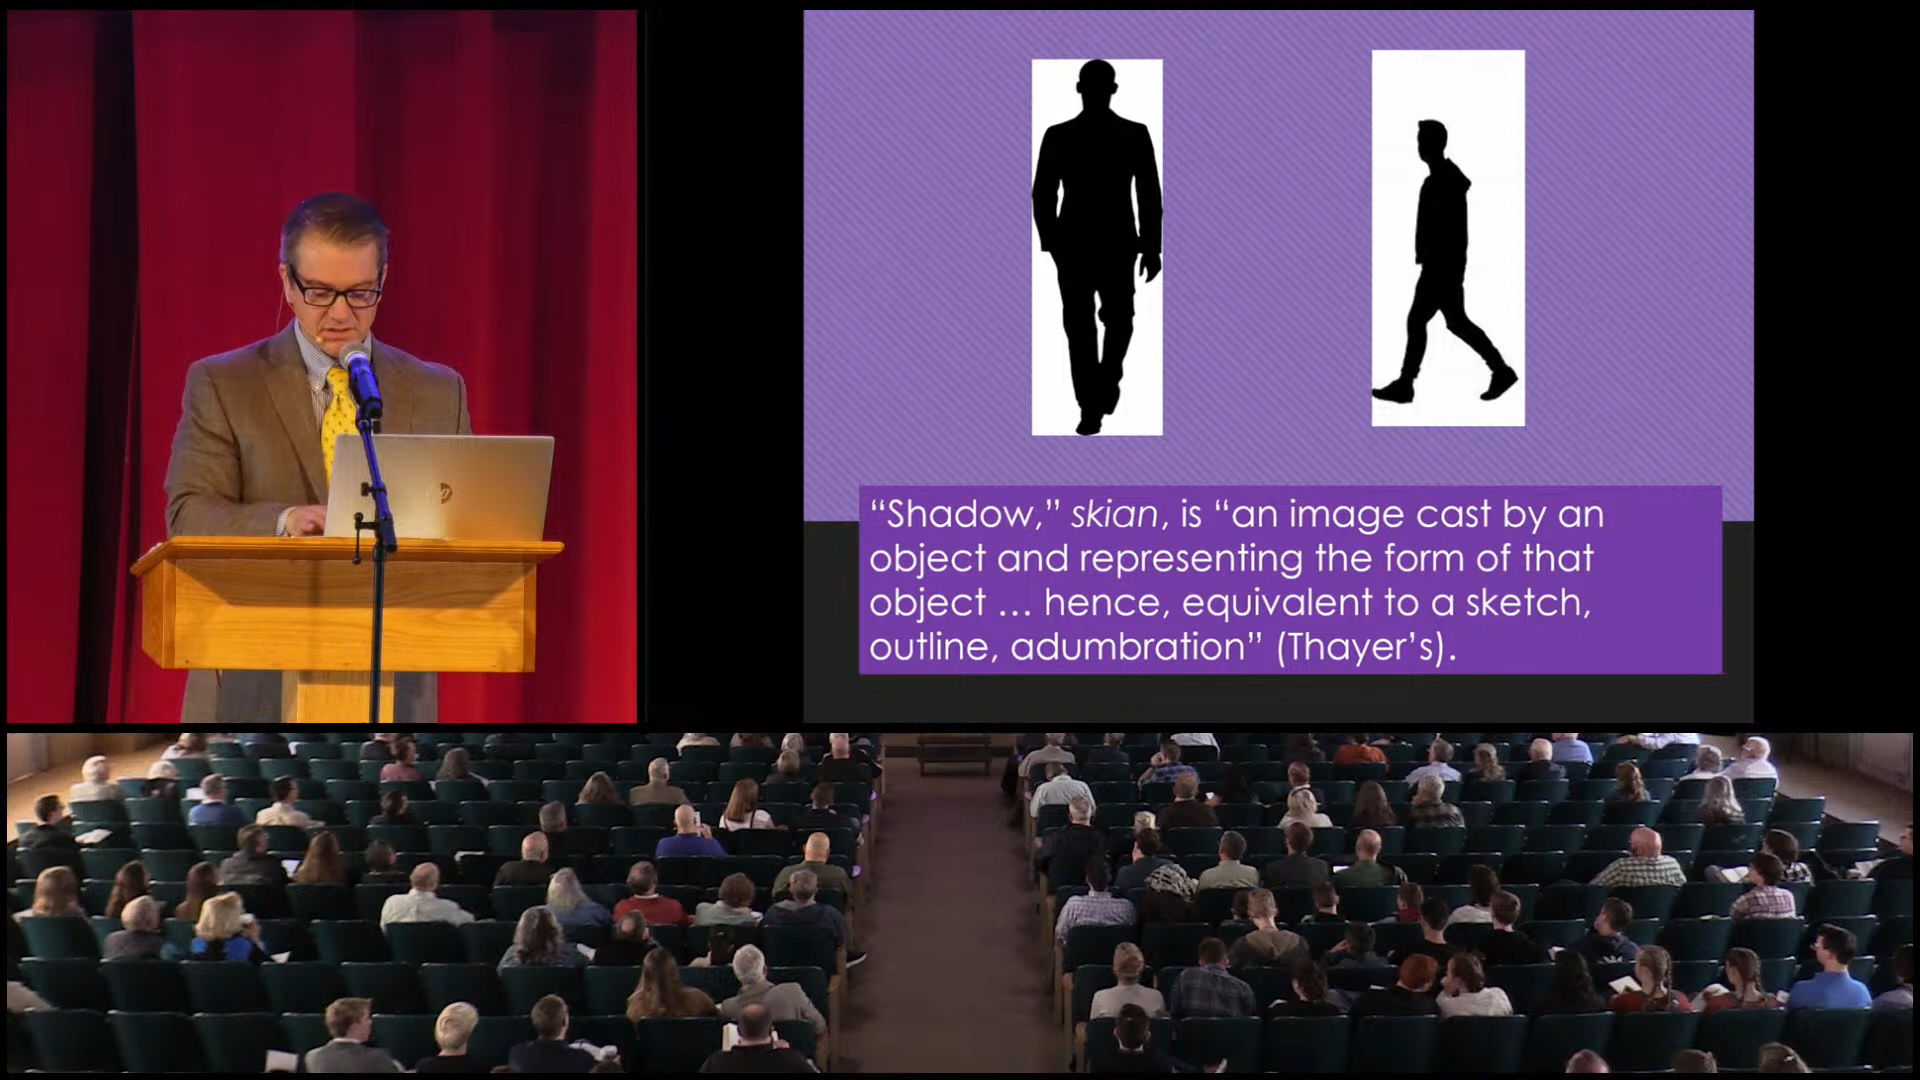 “Shadow,” skian, is “an image cast by an
object and representing the form of that
object … hence, equivalent to a sketch,
outline, adumbration” (Thayer’s).